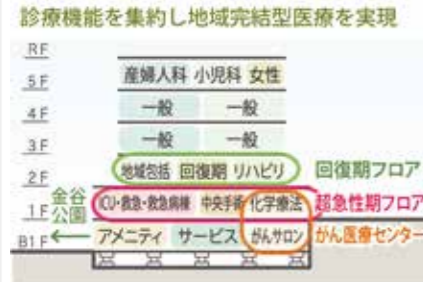 診療機能を集約し地域完結型医療を実現
RF
5F 産婦人科 小児科 女性
4F 一般 一般
3F 一般 一般
2F 地域包括 回復期 リハビリ 回復期フロア
金谷公園 1F ICU・救急・救急病棟 中央手術 化学療法 超急性期フロア
B1F アメニティ サービス がんサロン がん医療センター